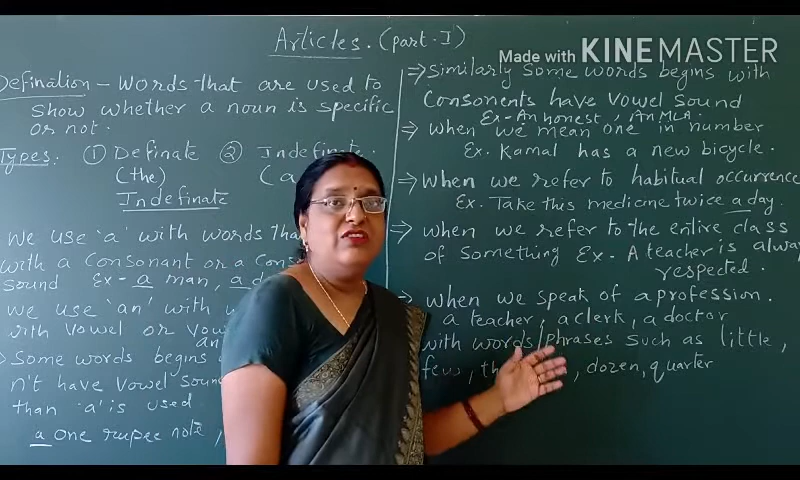 Articles. (part-I)
Made with KINEMASTER
Defination - Words that are used to
show whether a noun is specific
or not.
Types. ① Definate ② Indefinate.
(the) (a
Indefinate
We use 'a' with words tha
with a Consonant or a Cons
sound Ex- a man, a d
we use 'an' with
with Vowel or Vow
an
Some words begins
n't have Vowel Soun
than 'a' is used
a one rupee note,
⇒ Similarly Some words begins with
Consonents have Vowel Sound
Ex- An honest, An MLA.
⇒ When we mean one in number
Ex. Kamal has a new bicycle.
⇒ When we refer to habitual occurrence
Ex. Take this medicine twice a day.
⇒ when we refer to the entire class
of Something Ex. A teacher is alway
respected.
⇒ when we speak of a profession.
a teacher, a clerk, a doctor
with words/phrases such as little,
few, th , dozen, quarter